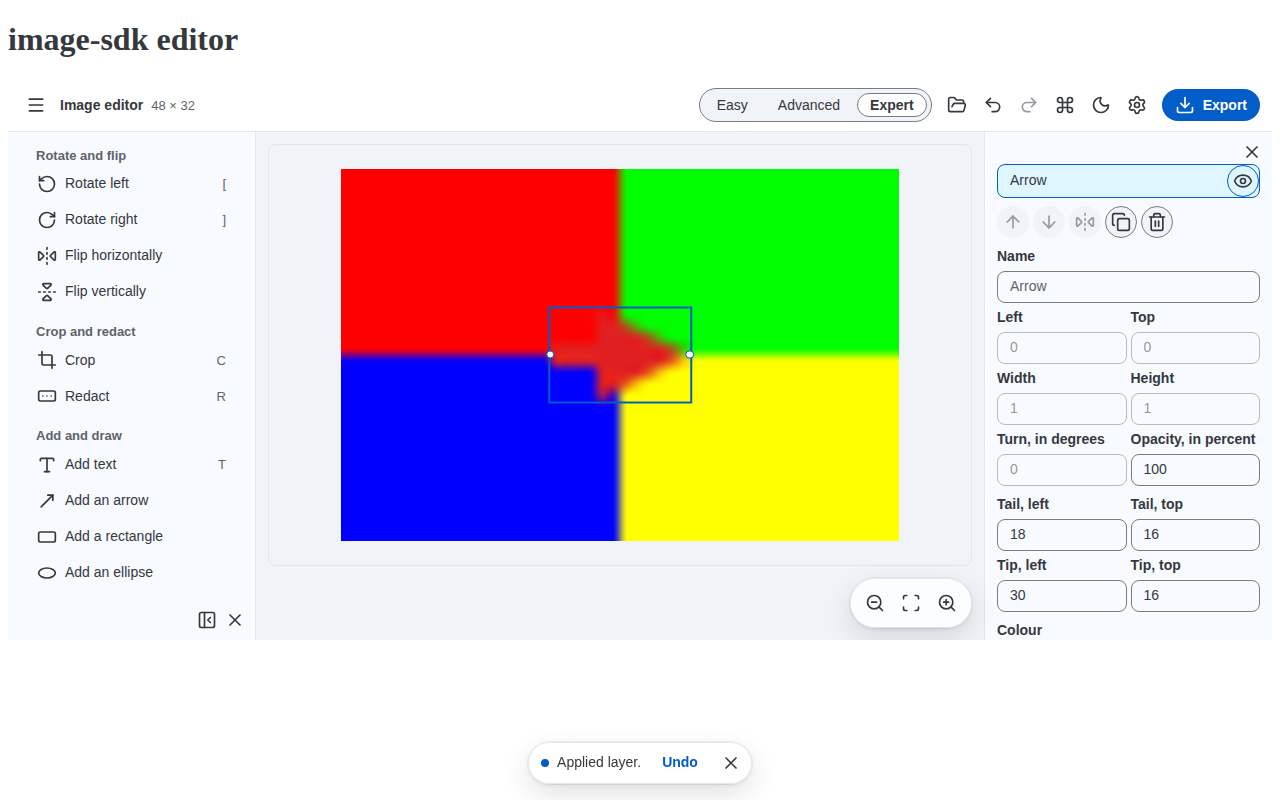 image-sdk editor
Image editor 48 × 32
Easy Advanced Expert
Export
Rotate and flip
Rotate left [
Rotate right ]
Flip horizontally
Flip vertically
Crop and redact
Crop C
Redact R
Add and draw
Add text T
Add an arrow
Add a rectangle
Add an ellipse
Arrow
Name
Arrow
Left Top
0 0
Width Height
1 1
Turn, in degrees Opacity, in percent
0 100
Tail, left Tail, top
18 16
Tip, left Tip, top
30 16
Colour
Applied layer. Undo